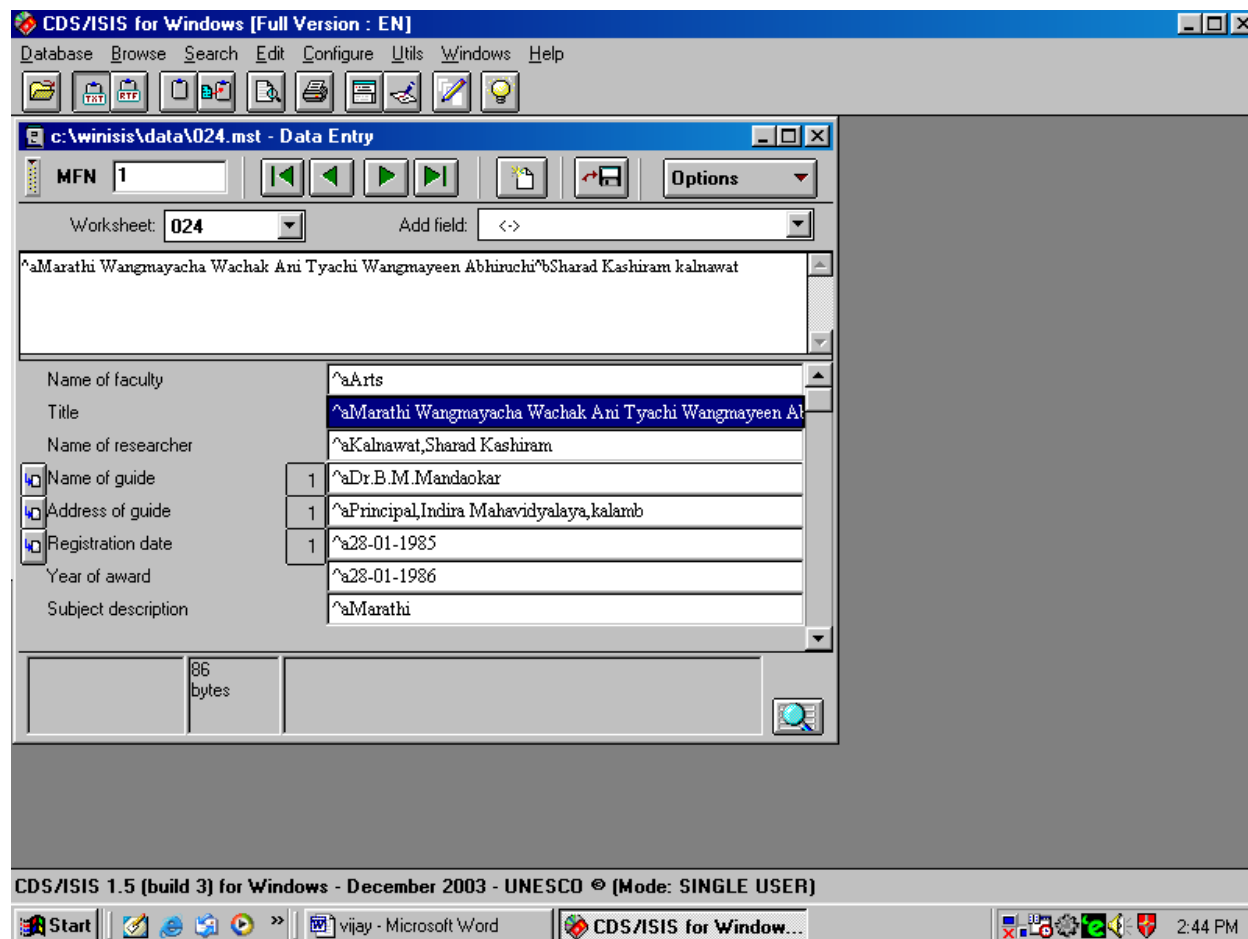 CDS/ISIS for Windows [Full Version : EN]
Database Browse Search Edit Configure Utils Windows Help
TXT RTF
c:\winisis\data\024.mst - Data Entry
MFN 1 Options
Worksheet: 024 Add field: <->
^aMarathi Wangmayacha Wachak Ani Tyachi Wangmayeen Abhiruchi^bSharad Kashiram kalnawat
Name of faculty ^aArts
Title ^aMarathi Wangmayacha Wachak Ani Tyachi Wangmayeen Ab
Name of researcher ^aKalnawat,Sharad Kashiram
Name of guide 1 ^aDr.B.M.Mandaokar
Address of guide 1 ^aPrincipal,Indira Mahavidyalaya,kalamb
Registration date 1 ^a28-01-1985
Year of award ^a28-01-1986
Subject description ^aMarathi
86
bytes
CDS/ISIS 1.5 (build 3) for Windows - December 2003 - UNESCO © (Mode: SINGLE USER)
Start » vijay - Microsoft Word CDS/ISIS for Window... 2:44 PM